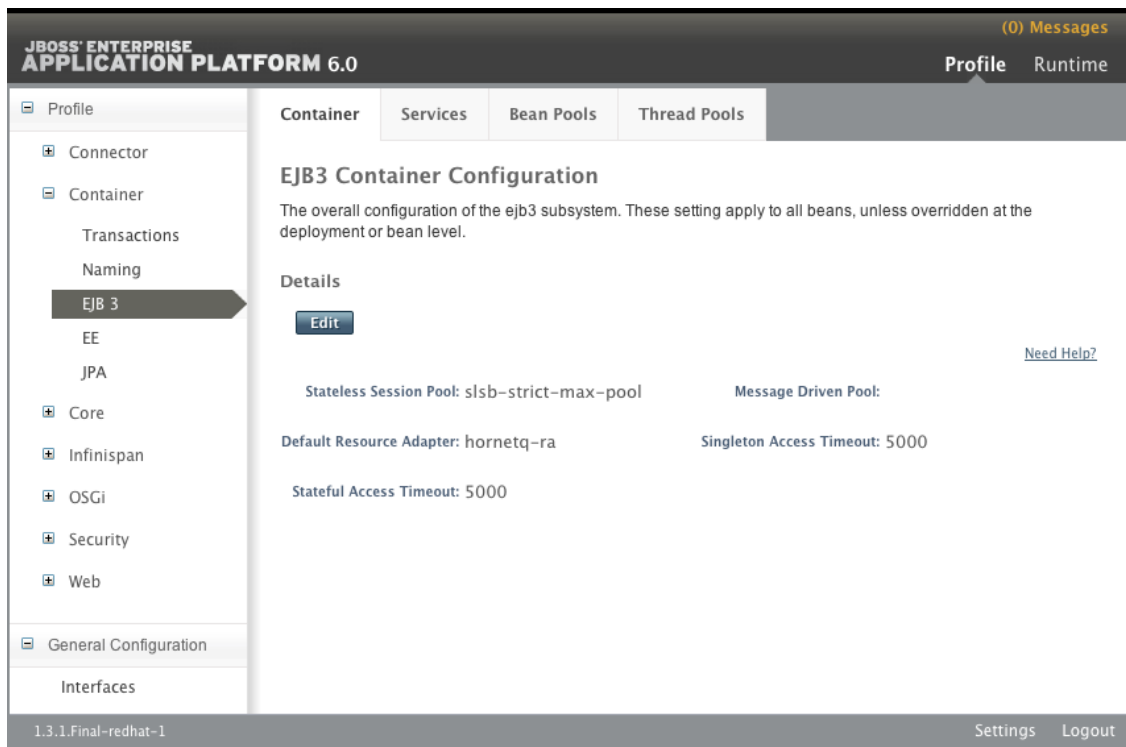 (0) Messages
JBOSS' ENTERPRISE
APPLICATION PLATFORM 6.0
Profile Runtime
Profile
Connector
Container
Transactions
Naming
EJB 3
EE
JPA
Core
Infinispan
OSGi
Security
Web
General Configuration
Interfaces
Container Services Bean Pools Thread Pools
EJB3 Container Configuration
The overall configuration of the ejb3 subsystem. These setting apply to all beans, unless overridden at the
deployment or bean level.
Details
Edit
Need Help?
Stateless Session Pool: slsb-strict-max-pool Message Driven Pool:
Default Resource Adapter: hornetq-ra Singleton Access Timeout: 5000
Stateful Access Timeout: 5000
1.3.1.Final-redhat-1 Settings Logout